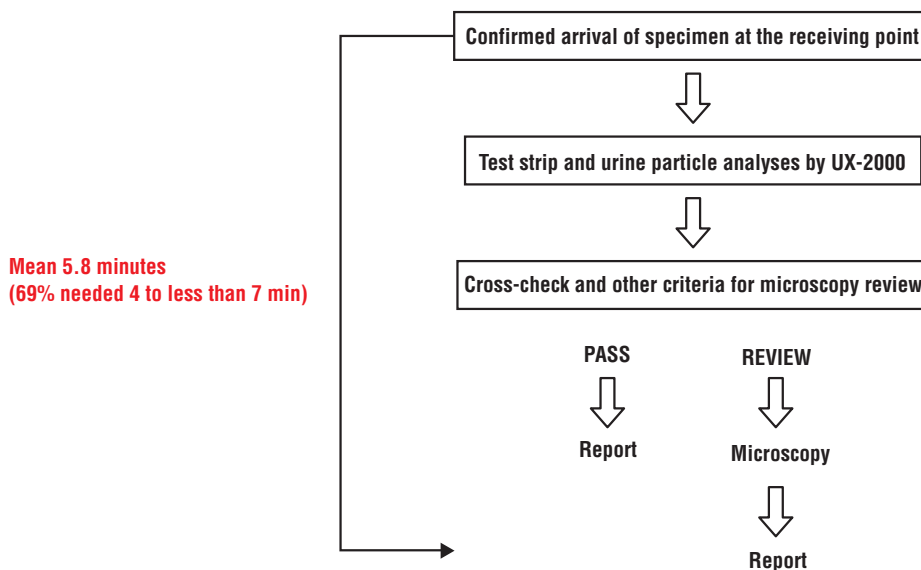 Confirmed arrival of specimen at the receiving point
Test strip and urine particle analyses by UX-2000
Mean 5.8 minutes
(69% needed 4 to less than 7 min)
Cross-check and other criteria for microscopy review
PASS
REVIEW
Report
Microscopy
Report